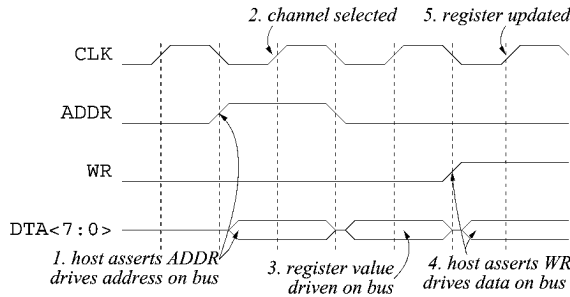 2. channel selected
5. register updated
CLK
ADDR
WR
DTA<7:0>
1. host asserts ADDR
drives address on bus
3. register value
driven on bus
4. host asserts WR
drives data on bus